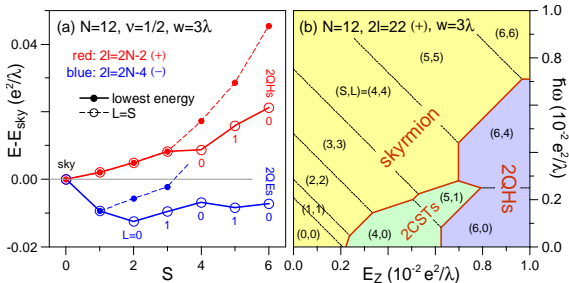 (a) N=12, ν=1/2, w=3λ
red: 2l=2N-2 (+)
blue: 2l=2N-4 (−)
lowest energy
L=S
sky
2QHs
2QEs
0
1
0
L=0
1
0
1
0
0.04
0.00
-0.02
E-E_sky (e²/λ)
0 1 2 3 4 5 6
S
(b) N=12, 2l=22 (+), w=3λ
(6,6)
(5,5)
(S,L)=(4,4)
skyrmion
(3,3)
(6,4)
(2,2)
2QHs
(1,1)
(5,1)
2CSTs
(0,0)
(4,0)
(6,0)
1.0
0.8
0.6
0.4
0.2
0.0
ħω (10⁻² e²/λ)
0.0 0.2 0.4 0.6 0.8 1.0
E_Z (10⁻² e²/λ)